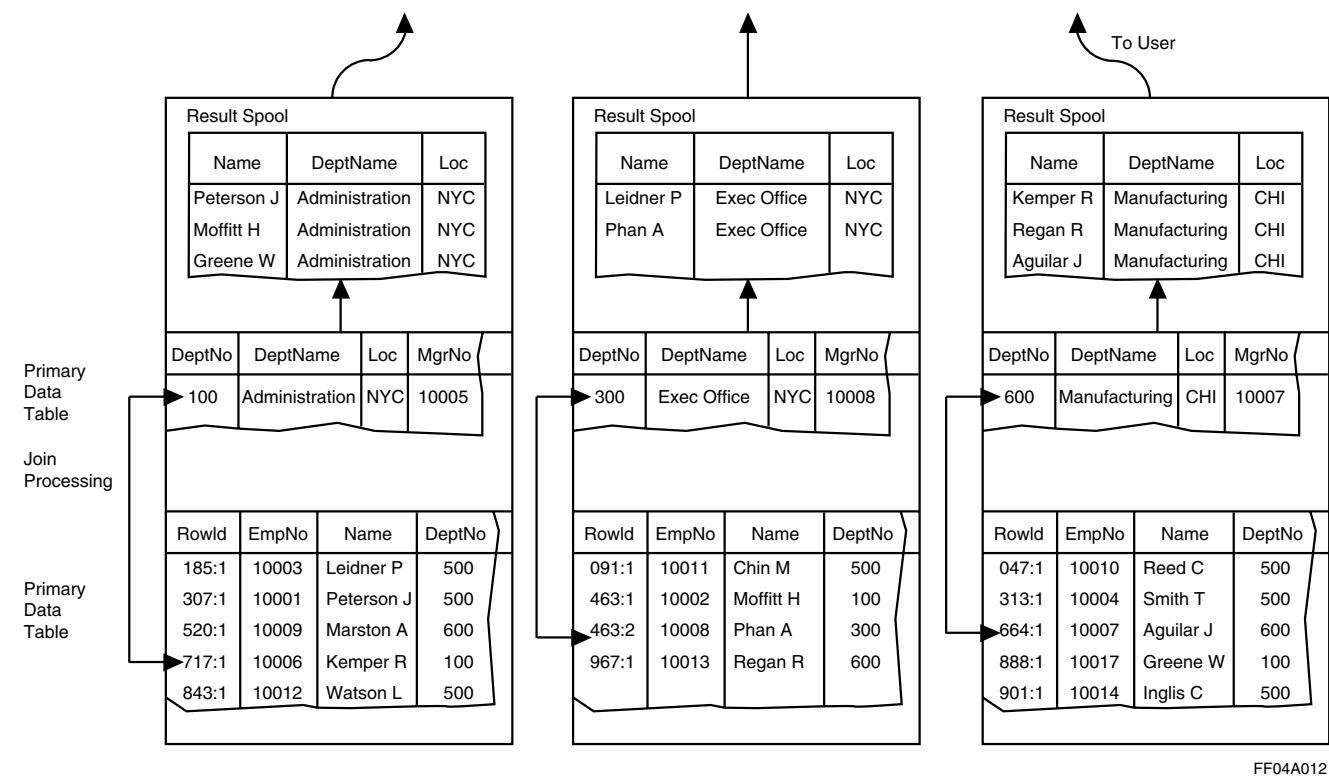 To User
Result Spool
Name DeptName Loc
Peterson J Administration NYC
Moffitt H Administration NYC
Greene W Administration NYC
Result Spool
Name DeptName Loc
Leidner P Exec Office NYC
Phan A Exec Office NYC
Result Spool
Name DeptName Loc
Kemper R Manufacturing CHI
Regan R Manufacturing CHI
Aguilar J Manufacturing CHI
Primary
Data
Table
DeptNo DeptName Loc MgrNo
100 Administration NYC 10005
DeptNo DeptName Loc MgrNo
300 Exec Office NYC 10008
DeptNo DeptName Loc MgrNo
600 Manufacturing CHI 10007
Join
Processing
Primary
Data
Table
RowId EmpNo Name DeptNo
185:1 10003 Leidner P 500
307:1 10001 Peterson J 500
520:1 10009 Marston A 600
717:1 10006 Kemper R 100
843:1 10012 Watson L 500
RowId EmpNo Name DeptNo
091:1 10011 Chin M 500
463:1 10002 Moffitt H 100
463:2 10008 Phan A 300
967:1 10013 Regan R 600
RowId EmpNo Name DeptNo
047:1 10010 Reed C 500
313:1 10004 Smith T 500
664:1 10007 Aguilar J 600
888:1 10017 Greene W 100
901:1 10014 Inglis C 500
FF04A012